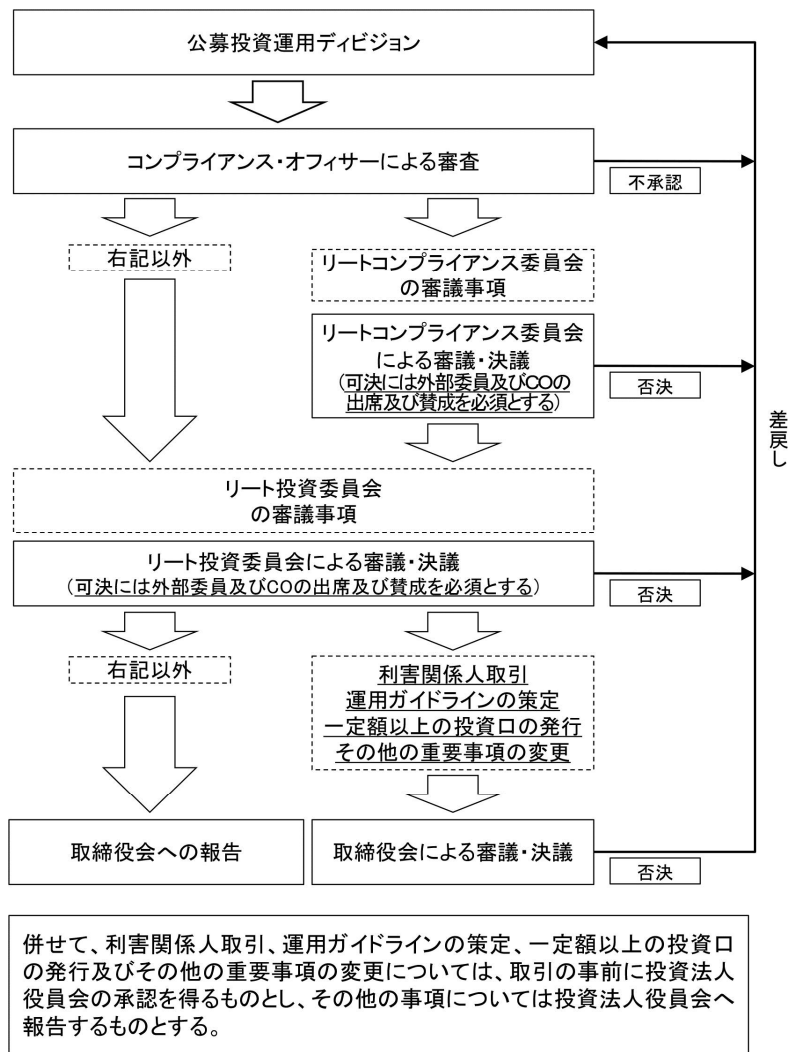 公募投資運用ディビジョン
コンプライアンス・オフィサーによる審査
不承認
右記以外
リートコンプライアンス委員会
の審議事項
リートコンプライアンス委員会
による審議・決議
(可決には外部委員及びCOの
出席及び賛成を必須とする)
否決
差戻し
リート投資委員会
の審議事項
リート投資委員会による審議・決議
(可決には外部委員及びCOの出席及び賛成を必須とする)
否決
右記以外
利害関係人取引
運用ガイドラインの策定
一定額以上の投資口の発行
その他の重要事項の変更
取締役会への報告
取締役会による審議・決議
否決
併せて、利害関係人取引、運用ガイドラインの策定、一定額以上の投資口
の発行及びその他の重要事項の変更については、取引の事前に投資法人
役員会の承認を得るものとし、その他の事項については投資法人役員会へ
報告するものとする。